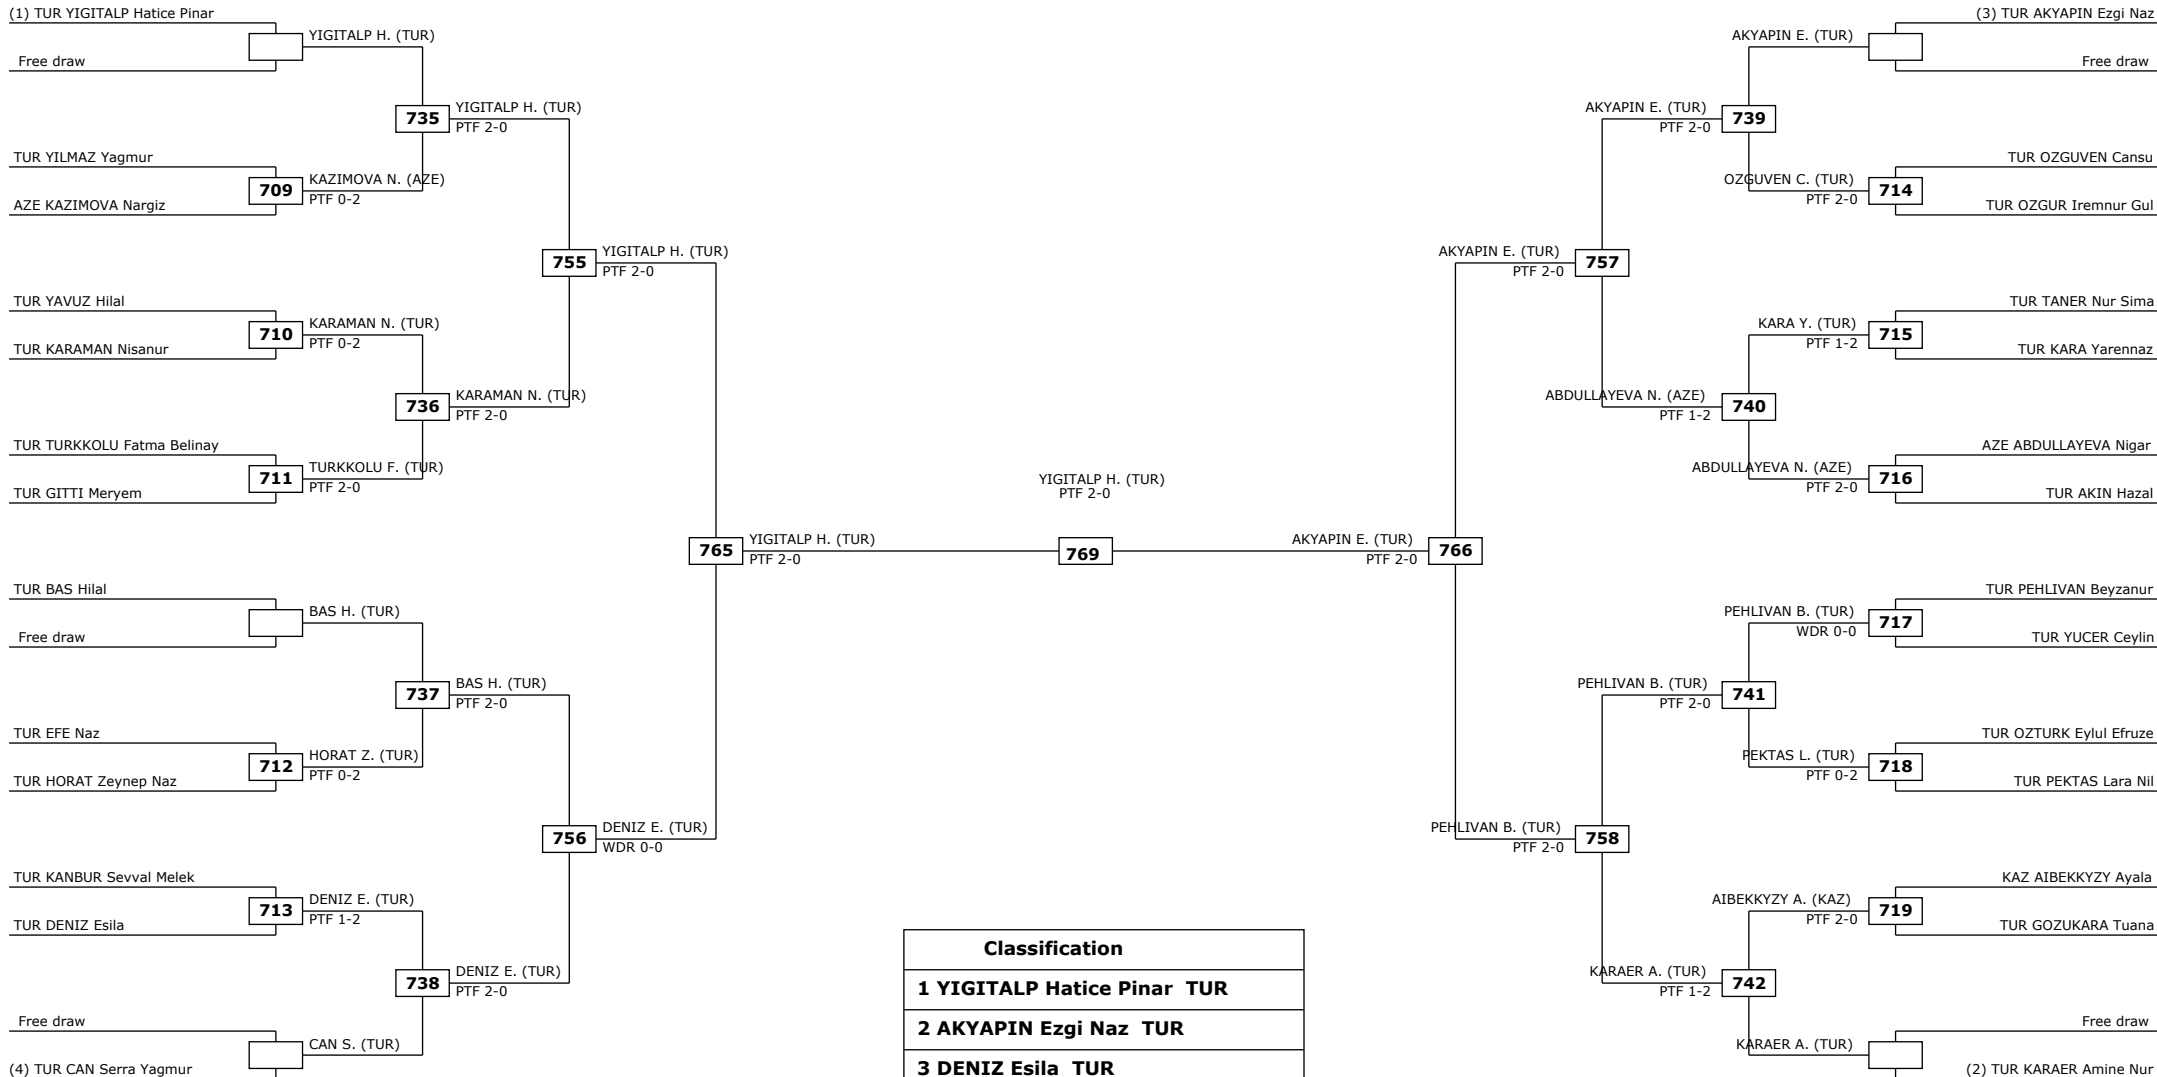 (1) TUR YIGITALP Hatice Pinar
YIGITALP H. (TUR)
Free draw
735
YIGITALP H. (TUR)
PTF 2-0
TUR YILMAZ Yagmur
709
KAZIMOVA N. (AZE)
PTF 0-2
AZE KAZIMOVA Nargiz
755
YIGITALP H. (TUR)
PTF 2-0
TUR YAVUZ Hilal
710
KARAMAN N. (TUR)
PTF 0-2
TUR KARAMAN Nisanur
736
KARAMAN N. (TUR)
PTF 2-0
TUR TURKKOLU Fatma Belinay
711
TURKKOLU F. (TUR)
PTF 2-0
TUR GITTI Meryem
765
YIGITALP H. (TUR)
PTF 2-0
TUR BAS Hilal
BAS H. (TUR)
Free draw
737
BAS H. (TUR)
PTF 2-0
TUR EFE Naz
712
HORAT Z. (TUR)
PTF 0-2
TUR HORAT Zeynep Naz
756
DENIZ E. (TUR)
WDR 0-0
TUR KANBUR Sevval Melek
713
DENIZ E. (TUR)
PTF 1-2
TUR DENIZ Esila
738
DENIZ E. (TUR)
PTF 2-0
Free draw
CAN S. (TUR)
(4) TUR CAN Serra Yagmur
YIGITALP H. (TUR)
PTF 2-0
769
Classification
1 YIGITALP Hatice Pinar TUR
2 AKYAPIN Ezgi Naz TUR
3 DENIZ Esila TUR
(3) TUR AKYAPIN Ezgi Naz
AKYAPIN E. (TUR)
Free draw
AKYAPIN E. (TUR)
PTF 2-0
739
TUR OZGUVEN Cansu
OZGUVEN C. (TUR)
PTF 2-0
714
TUR OZGUR Iremnur Gul
AKYAPIN E. (TUR)
PTF 2-0
757
TUR TANER Nur Sima
KARA Y. (TUR)
PTF 1-2
715
TUR KARA Yarennaz
ABDULLAYEVA N. (AZE)
PTF 1-2
740
AZE ABDULLAYEVA Nigar
ABDULLAYEVA N. (AZE)
PTF 2-0
716
TUR AKIN Hazal
AKYAPIN E. (TUR)
PTF 2-0
766
TUR PEHLIVAN Beyzanur
PEHLIVAN B. (TUR)
WDR 0-0
717
TUR YUCER Ceylin
PEHLIVAN B. (TUR)
PTF 2-0
741
TUR OZTURK Eylul Efruze
PEKTAS L. (TUR)
PTF 0-2
718
TUR PEKTAS Lara Nil
PEHLIVAN B. (TUR)
PTF 2-0
758
KAZ AIBEKKYZY Ayala
AIBEKKYZY A. (KAZ)
PTF 2-0
719
TUR GOZUKARA Tuana
KARAER A. (TUR)
PTF 1-2
742
Free draw
KARAER A. (TUR)
(2) TUR KARAER Amine Nur